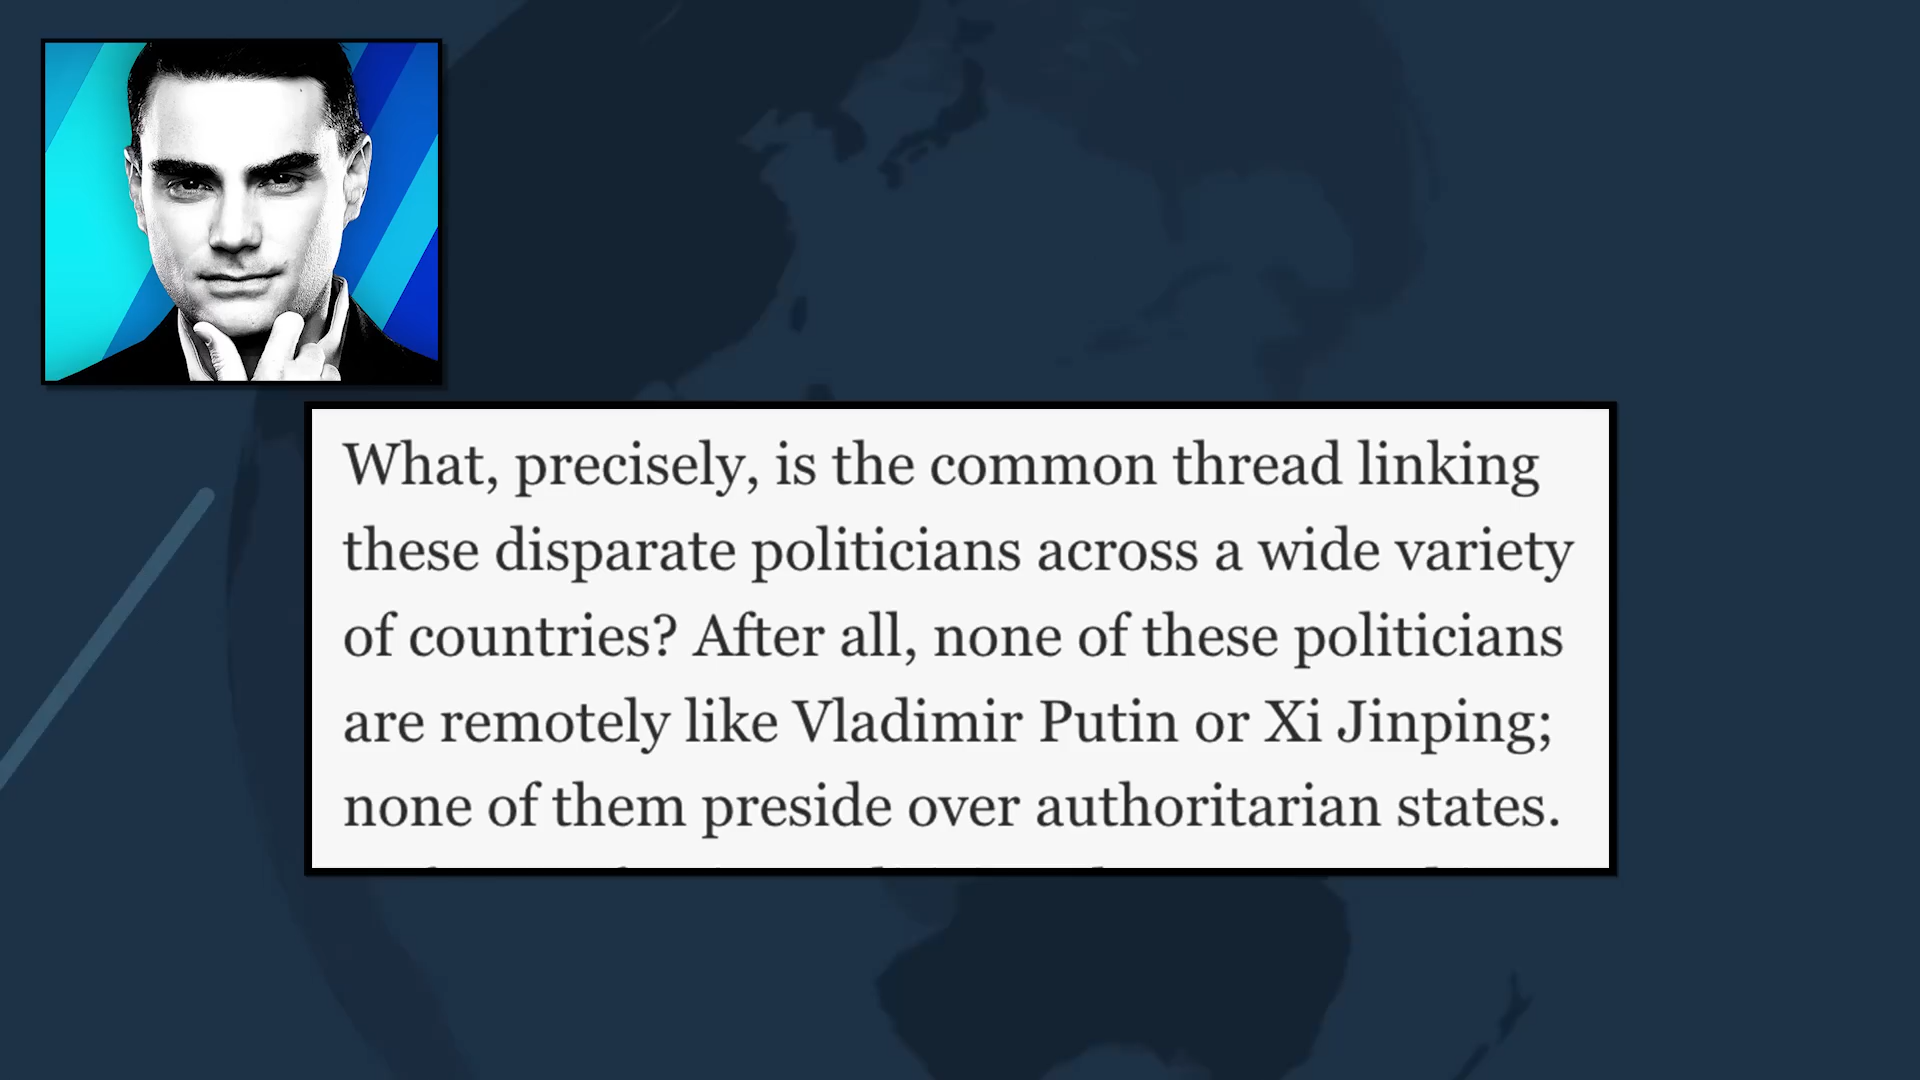 What, precisely, is the common thread linking
these disparate politicians across a wide variety
of countries? After all, none of these politicians
are remotely like Vladimir Putin or Xi Jinping;
none of them preside over authoritarian states.